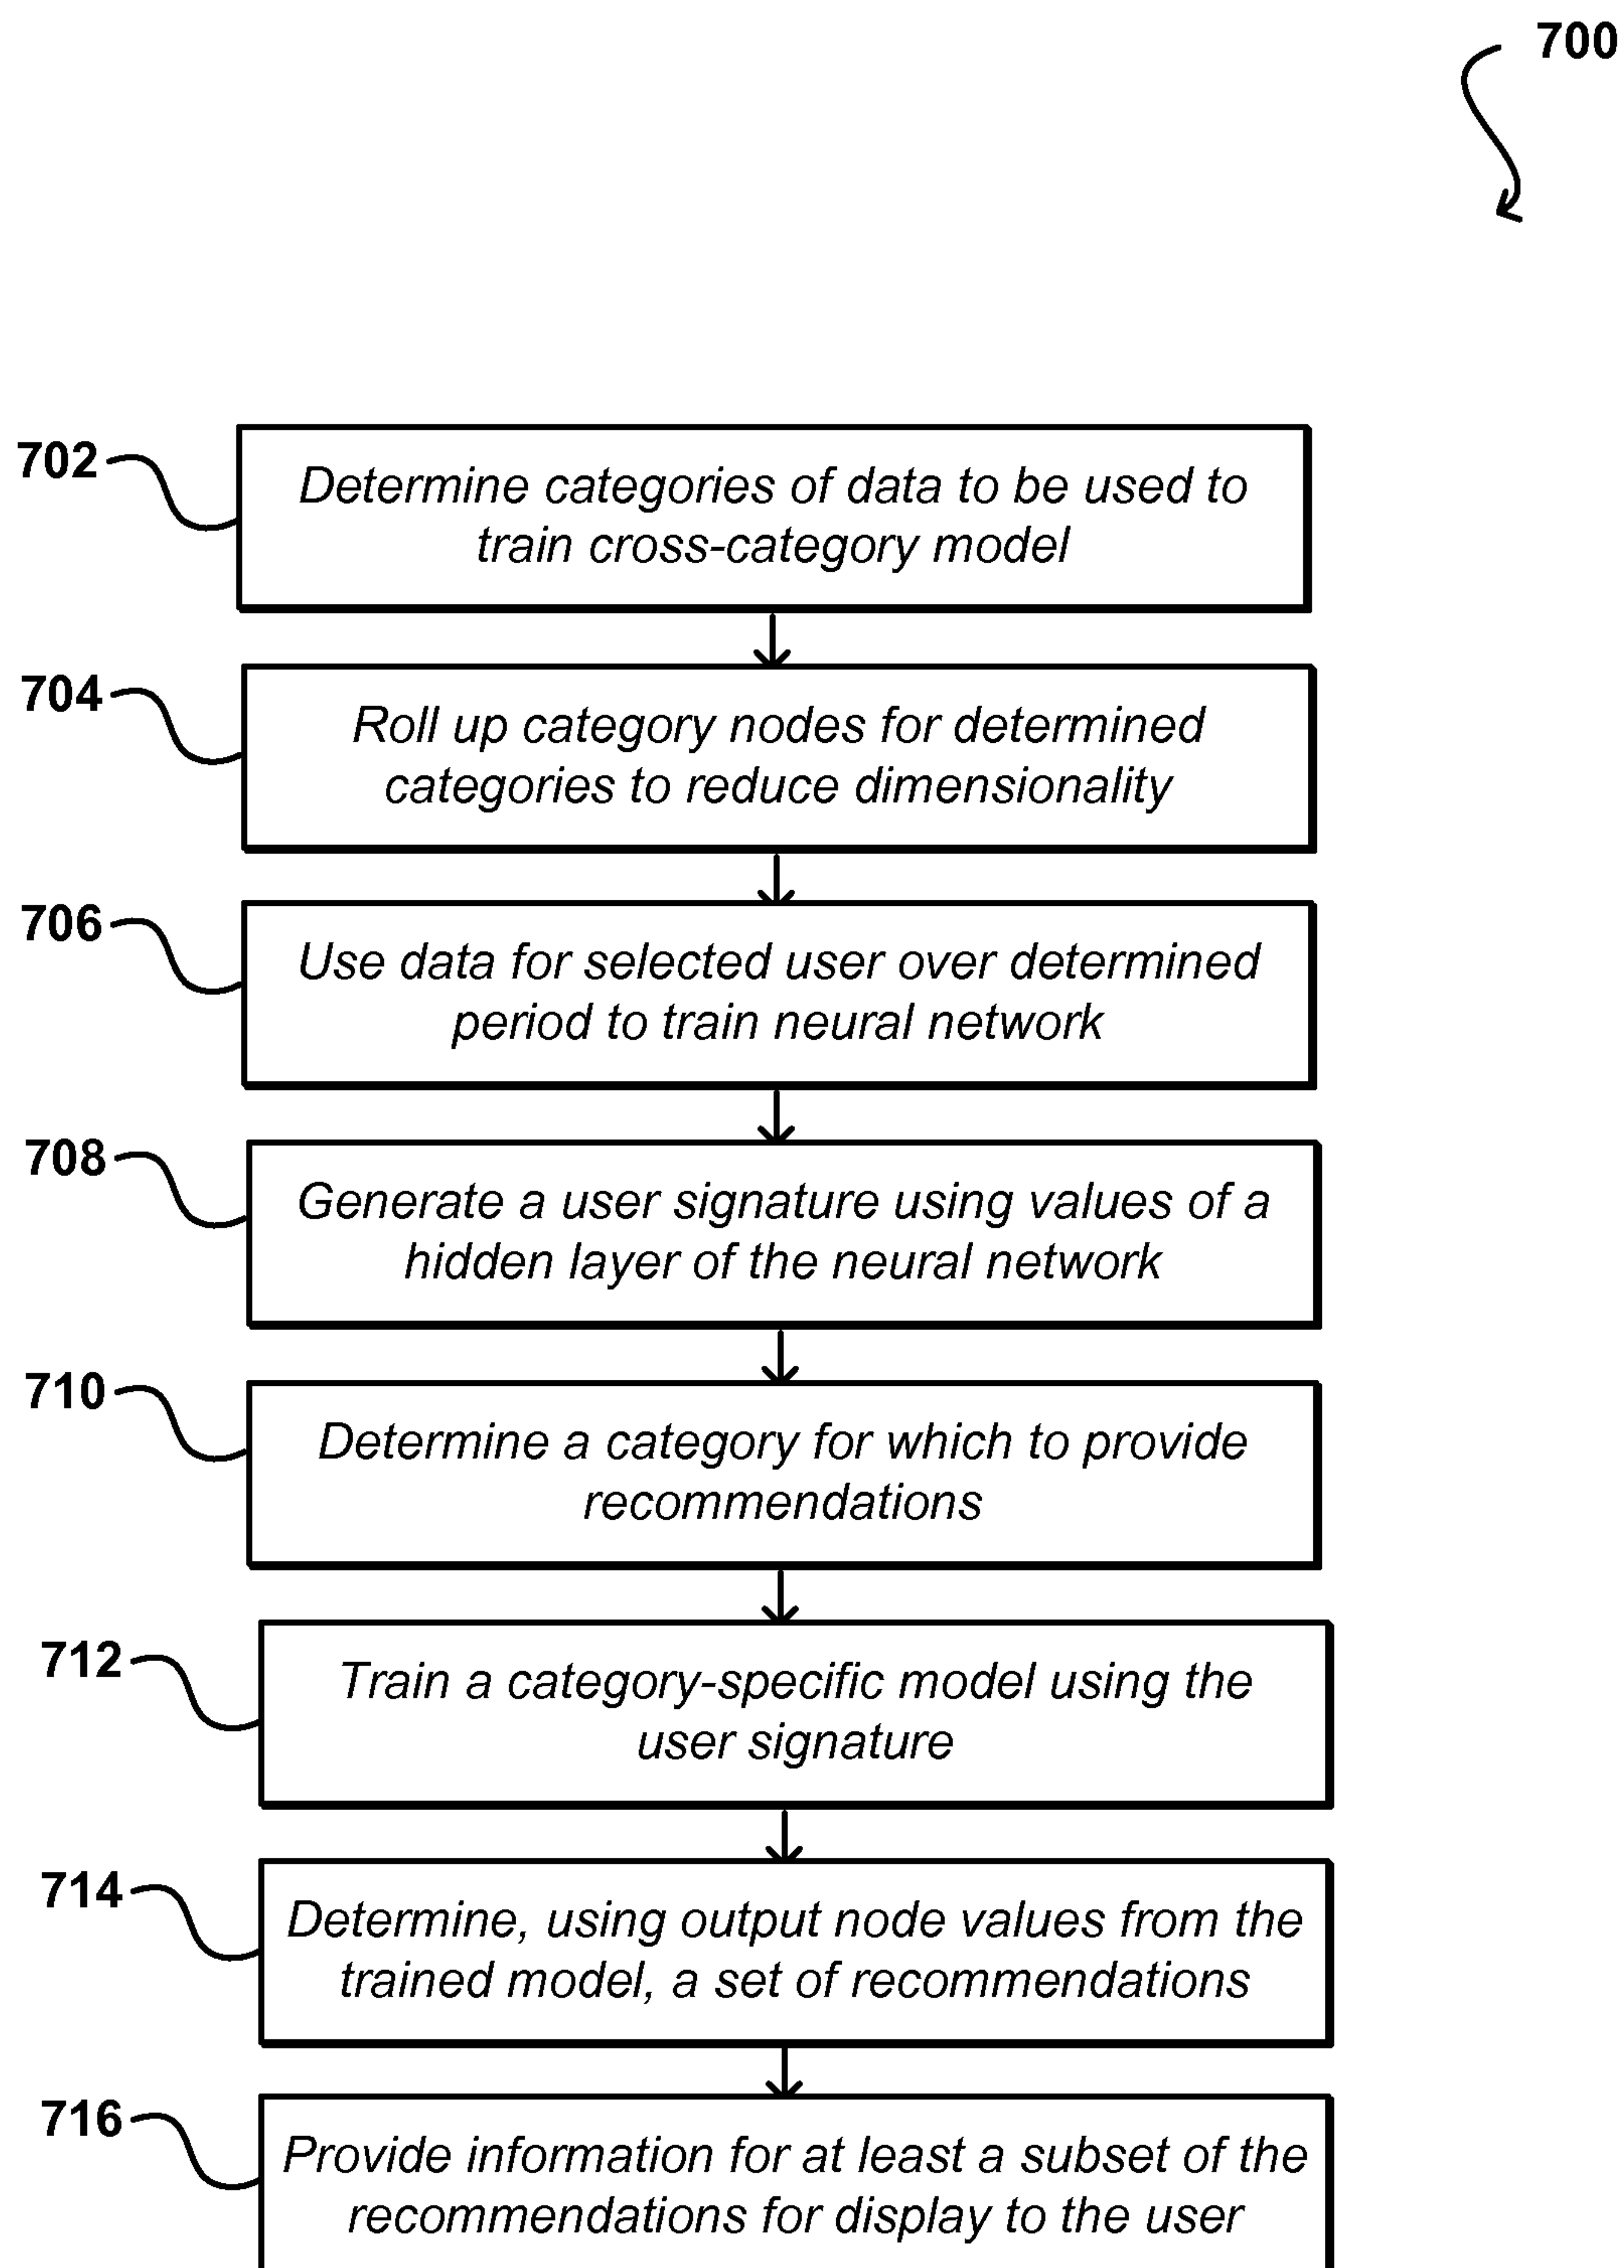 700
702
Determine categories of data to be used to
train cross-category model
704
Roll up category nodes for determined
categories to reduce dimensionality
706
Use data for selected user over determined
period to train neural network
708
Generate a user signature using values of a
hidden layer of the neural network
710
Determine a category for which to provide
recommendations
712
Train a category-specific model using the
user signature
714
Determine, using output node values from the
trained model, a set of recommendations
716
Provide information for at least a subset of the
recommendations for display to the user